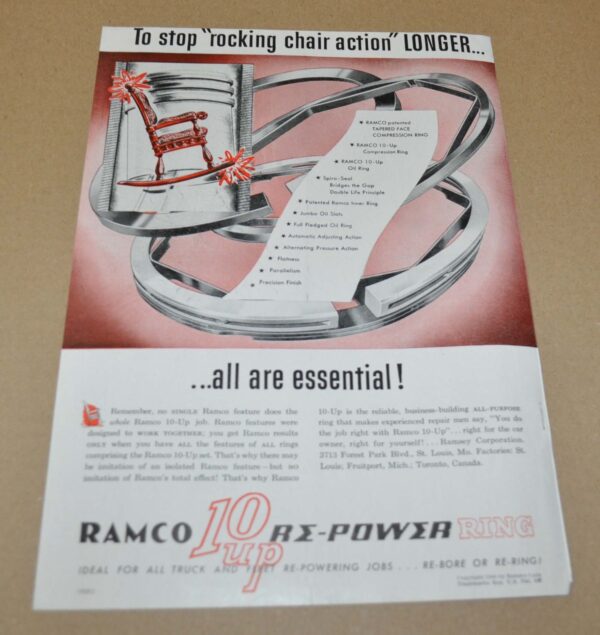 To stop "rocking chair action" LONGER...
★ RAMCO patented
TAPERED FACE
COMPRESSION RING
★ RAMCO 10-Up
Compression Ring
★ RAMCO 10-Up
Oil Ring
★ Spiro-Seal
Bridges the Gap
Double Life Principle
★ Patented Ramco Inner Ring
★ Jumbo Oil Slots
★ Full Fledged Oil Ring
★ Automatic Adjusting Action
★ Alternating Pressure Action
★ Flatness
★ Parallelism
★ Precision Finish
...all are essential!
Remember, no SINGLE Ramco feature does the
whole Ramco 10-Up job. Ramco features were
designed to WORK TOGETHER; you get Ramco results
ONLY when you have ALL the features of ALL rings
comprising the Ramco 10-Up set. That's why there may
be imitation of an isolated Ramco feature—but NO
imitation of Ramco's total effect! That's why Ramco
10-Up is the reliable, business-building ALL-PURPOSE
ring that makes experienced repair men say, "You do
the job right with Ramco 10-Up"... right for the car
owner, right for yourself!... Ramsey Corporation,
3713 Forest Park Blvd., St. Louis, Mo. Factories: St.
Louis; Fruitport, Mich.; Toronto, Canada.
RAMCO 10 up RE-POWER RING
IDEAL FOR ALL TRUCK AND FLEET RE-POWERING JOBS... RE-BORE OR RE-RING!